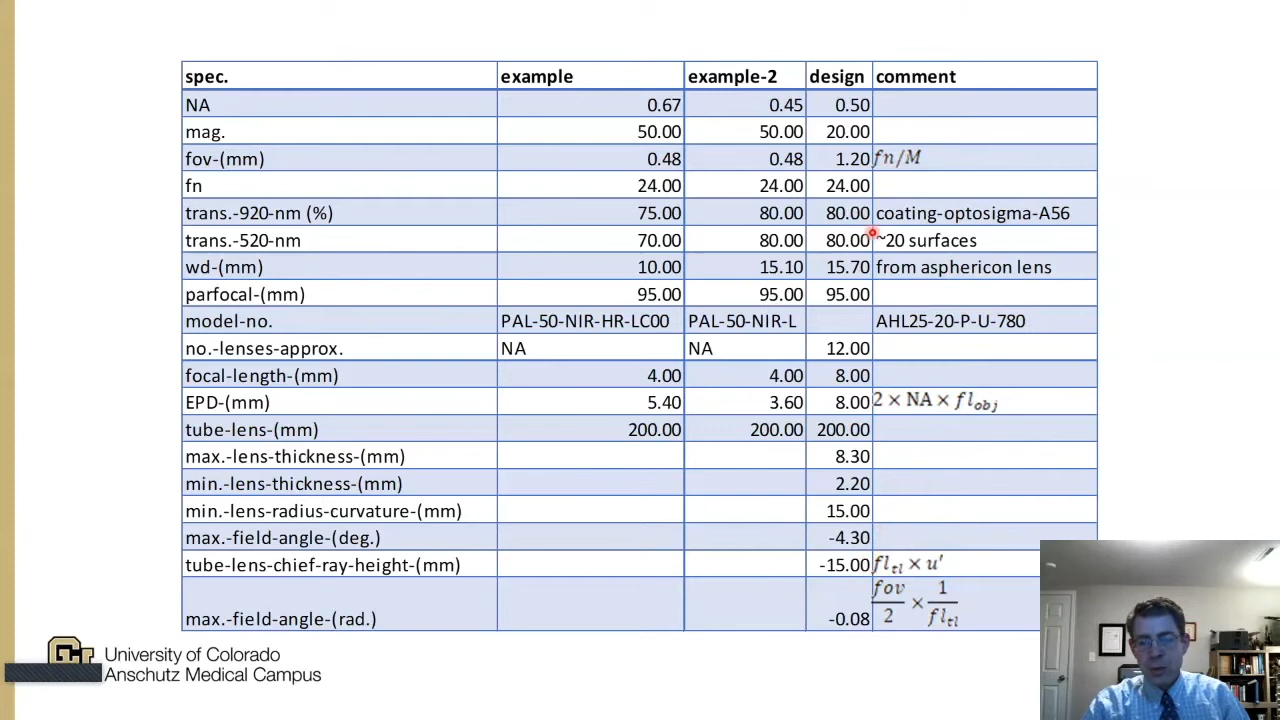 spec. example example-2 design comment
NA 0.67 0.45 0.50
mag. 50.00 50.00 20.00
fov-(mm) 0.48 0.48 1.20 fn/M
fn 24.00 24.00 24.00
trans.-920-nm (%) 75.00 80.00 80.00 coating-optosigma-A56
trans.-520-nm 70.00 80.00 80.00 ~20 surfaces
wd-(mm) 10.00 15.10 15.70 from asphericon lens
parfocal-(mm) 95.00 95.00 95.00
model-no. PAL-50-NIR-HR-LC00 PAL-50-NIR-L AHL25-20-P-U-780
no.-lenses-approx. NA NA 12.00
focal-length-(mm) 4.00 4.00 8.00
EPD-(mm) 5.40 3.60 8.00 2 × NA × fl_obj
tube-lens-(mm) 200.00 200.00 200.00
max.-lens-thickness-(mm) 8.30
min.-lens-thickness-(mm) 2.20
min.-lens-radius-curvature-(mm) 15.00
max.-field-angle-(deg.) -4.30
tube-lens-chief-ray-height-(mm) -15.00 fl_tl × u'
max.-field-angle-(rad.) -0.08 fov/2 × 1/fl_tl
University of Colorado
Anschutz Medical Campus